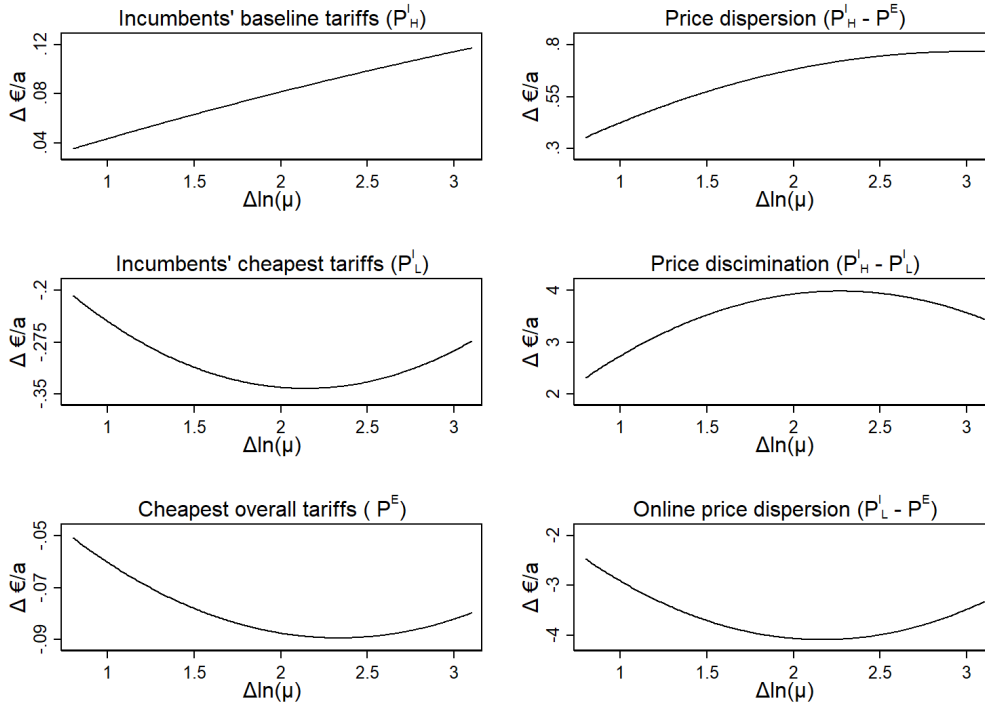 Incumbents' baseline tariffs (P^I_H)
Δ €/a
.12
.08
.04
1 1.5 2 2.5 3
Δln(μ)
Price dispersion (P^I_H - P^E)
Δ €/a
.8
.55
.3
1 1.5 2 2.5 3
Δln(μ)
Incumbents' cheapest tariffs (P^I_L)
Δ €/a
-.2
-.275
-.35
1 1.5 2 2.5 3
Δln(μ)
Price discimination (P^I_H - P^I_L)
Δ €/a
4
3
2
1 1.5 2 2.5 3
Δln(μ)
Cheapest overall tariffs ( P^E)
Δ €/a
-.05
-.07
-.09
1 1.5 2 2.5 3
Δln(μ)
Online price dispersion (P^I_L - P^E)
Δ €/a
-2
-3
-4
1 1.5 2 2.5 3
Δln(μ)